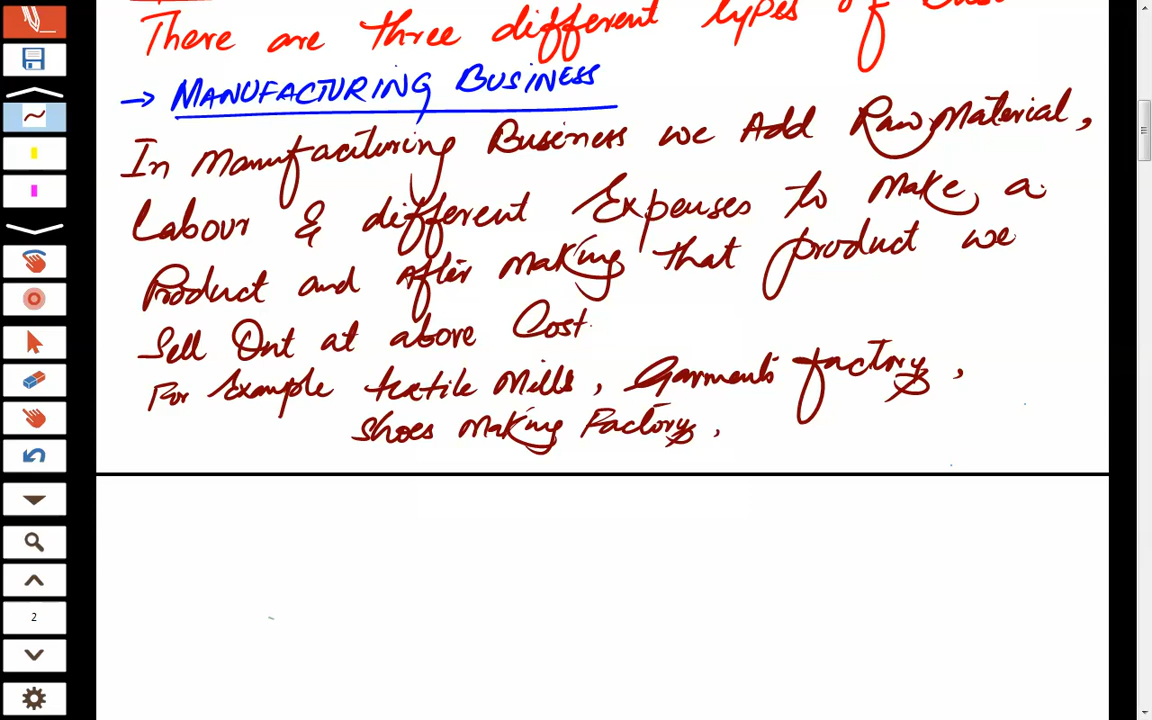 There are three different types of
→ MANUFACTURING BUSINESS
In Manufacturing Business we Add Raw Material,
Labour & different Expenses to Make a
Product and After Making that product we
Sell Out at above Cost
For Example textile Mills, Garments factory,
Shoes Making Factory,
2